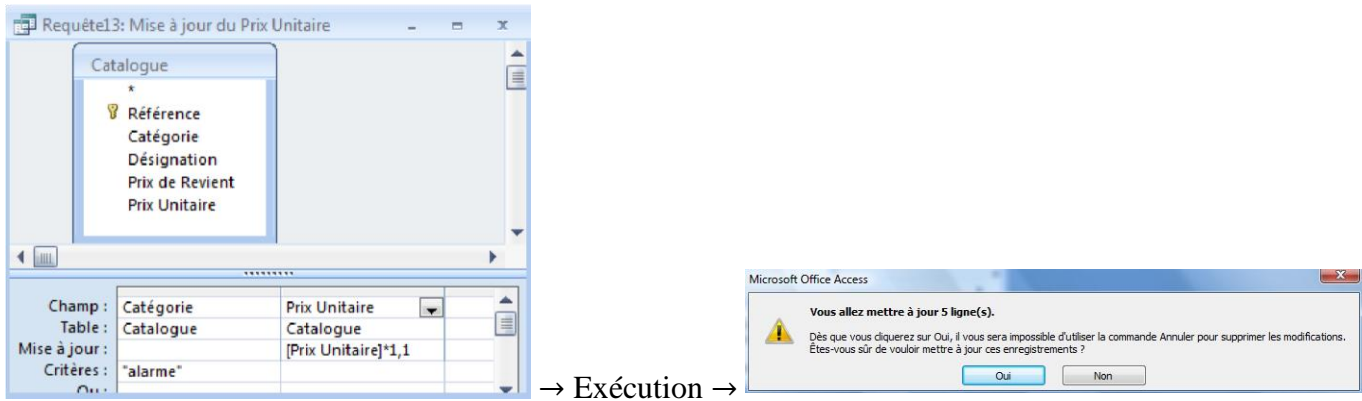 Requête13: Mise à jour du Prix Unitaire
Catalogue
*
Référence
Catégorie
Désignation
Prix de Revient
Prix Unitaire
Champ : Catégorie Prix Unitaire
Table : Catalogue Catalogue
Mise à jour : [Prix Unitaire]*1,1
Critères : "alarme"
Ou :
→ Exécution →
Microsoft Office Access
Vous allez mettre à jour 5 ligne(s).
Dès que vous cliquerez sur Oui, il vous sera impossible d'utiliser la commande Annuler pour supprimer les modifications.
Êtes-vous sûr de vouloir mettre à jour ces enregistrements ?
Oui Non